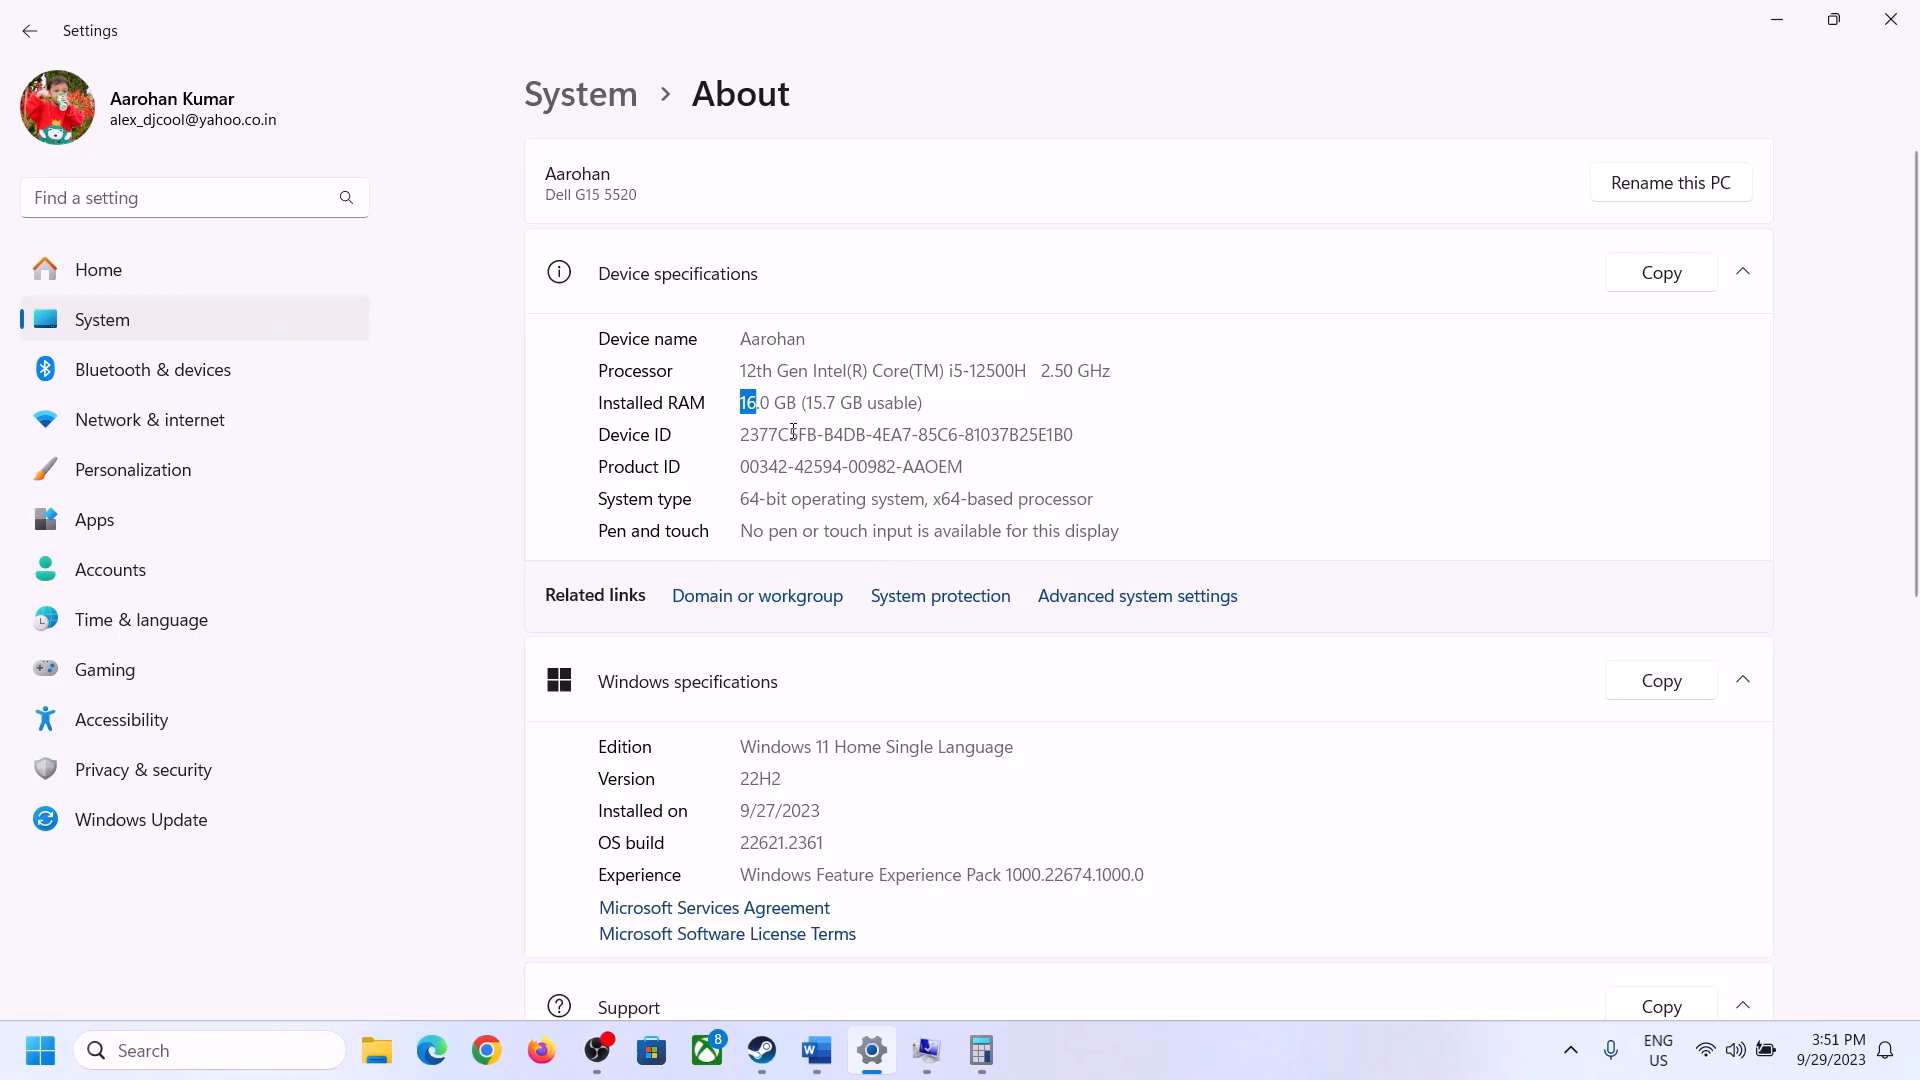 Settings
Aarohan Kumar
alex_djcool@yahoo.co.in
Find a setting
Home
System
Bluetooth & devices
Network & internet
Personalization
Apps
Accounts
Time & language
Gaming
Accessibility
Privacy & security
Windows Update
System > About
Aarohan
Dell G15 5520
Rename this PC
Device specifications Copy
Device name Aarohan
Processor 12th Gen Intel(R) Core(TM) i5-12500H 2.50 GHz
Installed RAM 16.0 GB (15.7 GB usable)
Device ID 2377C5FB-B4DB-4EA7-85C6-81037B25E1B0
Product ID 00342-42594-00982-AAOEM
System type 64-bit operating system, x64-based processor
Pen and touch No pen or touch input is available for this display
Related links Domain or workgroup System protection Advanced system settings
Windows specifications Copy
Edition Windows 11 Home Single Language
Version 22H2
Installed on 9/27/2023
OS build 22621.2361
Experience Windows Feature Experience Pack 1000.22674.1000.0
Microsoft Services Agreement
Microsoft Software License Terms
Support Copy
Search
8
ENG
US
3:51 PM
9/29/2023